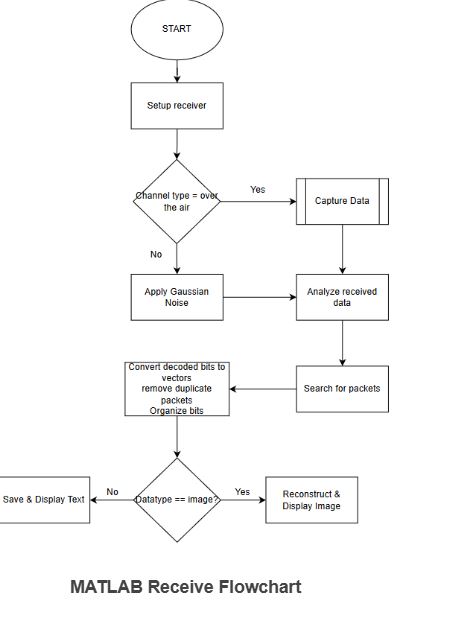 START
Setup receiver
Channel type = over
the air
Yes
Capture Data
No
Apply Gaussian
Noise
Analyze received
data
Convert decoded bits to
vectors
remove duplicate
packets
Organize bits
Search for packets
Save & Display Text
No
Datatype == image?
Yes
Reconstruct &
Display Image
MATLAB Receive Flowchart